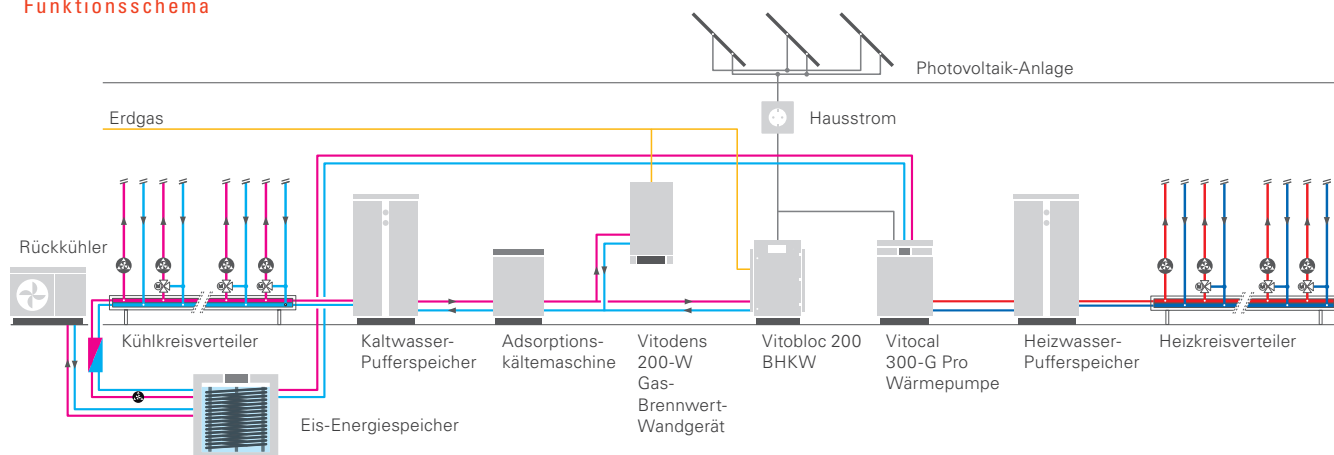 Funktionsschema
Photovoltaik-Anlage
Erdgas
Hausstrom
Rückkühler
Kühlkreisverteiler
Kaltwasser-
Pufferspeicher
Adsorptions-
kältemaschine
Vitodens
200-W
Gas-
Brennwert-
Wandgerät
Vitobloc 200
BHKW
Vitocal
300-G Pro
Wärmepumpe
Heizwasser-
Pufferspeicher
Heizkreisverteiler
Eis-Energiespeicher